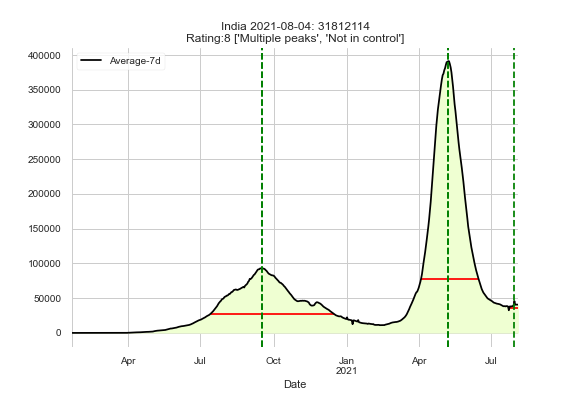 India 2021-08-04: 31812114
Rating:8 ['Multiple peaks', 'Not in control']
Average-7d
400000
350000
300000
250000
200000
150000
100000
50000
0
Apr Jul Oct Jan Apr Jul
2021
Date